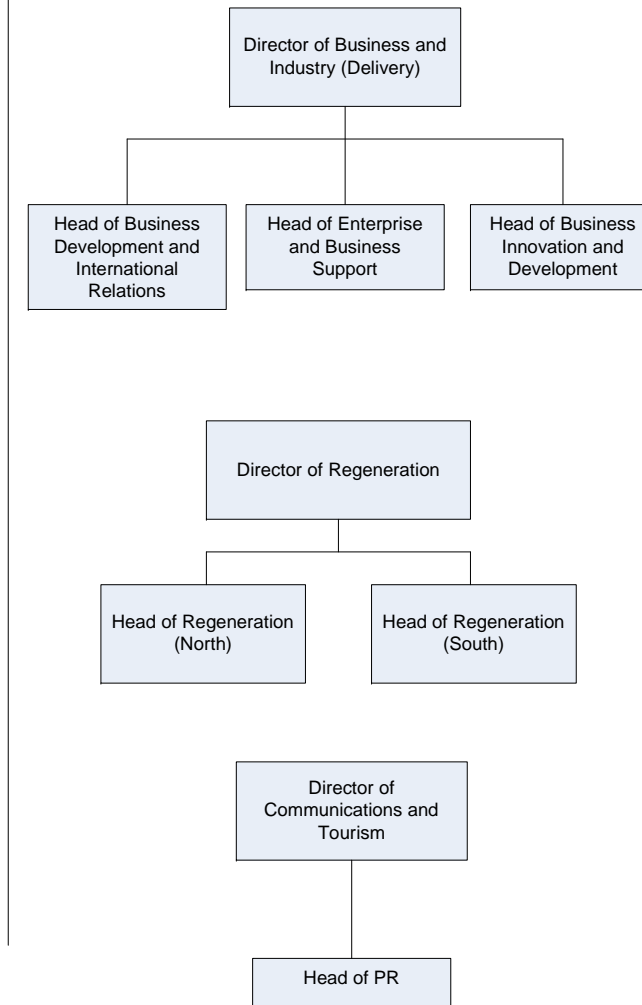 Director of Business and
Industry (Delivery)
Head of Business
Development and
International
Relations
Head of Enterprise
and Business
Support
Head of Business
Innovation and
Development
Director of Regeneration
Head of Regeneration
(North)
Head of Regeneration
(South)
Director of
Communications and
Tourism
Head of PR